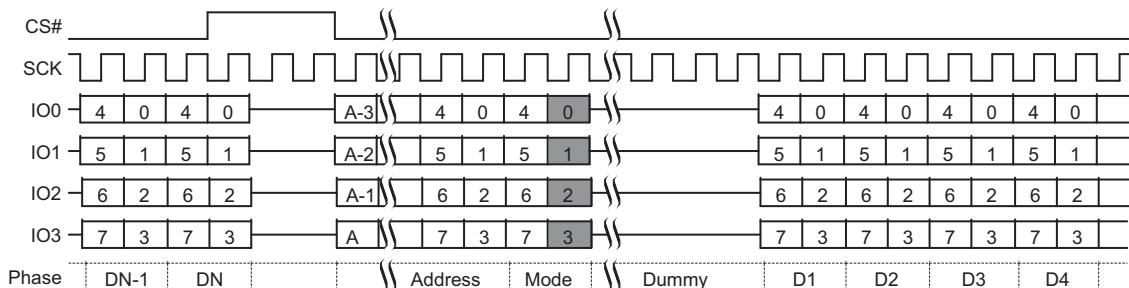 CS#
SCK
IO0 4 0 4 0 A-3 4 0 4 0 4 0 4 0 4 0 4 0
IO1 5 1 5 1 A-2 5 1 5 1 5 1 5 1 5 1 5 1
IO2 6 2 6 2 A-1 6 2 6 2 6 2 6 2 6 2 6 2
IO3 7 3 7 3 A 7 3 7 3 7 3 7 3 7 3 7 3
Phase DN-1 DN Address Mode Dummy D1 D2 D3 D4